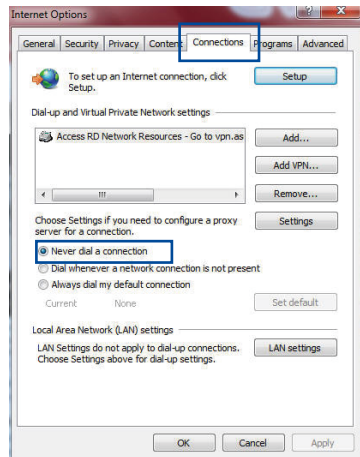 Internet Options
General Security Privacy Content Connections Programs Advanced
To set up an Internet connection, click
Setup.
Setup
Dial-up and Virtual Private Network settings
Access RD Network Resources - Go to vpn.as
Add...
Add VPN...
Remove...
Choose Settings if you need to configure a proxy
server for a connection.
Settings
Never dial a connection
Dial whenever a network connection is not present
Always dial my default connection
Current None
Set default
Local Area Network (LAN) settings
LAN Settings do not apply to dial-up connections.
Choose Settings above for dial-up settings.
LAN settings
OK Cancel Apply